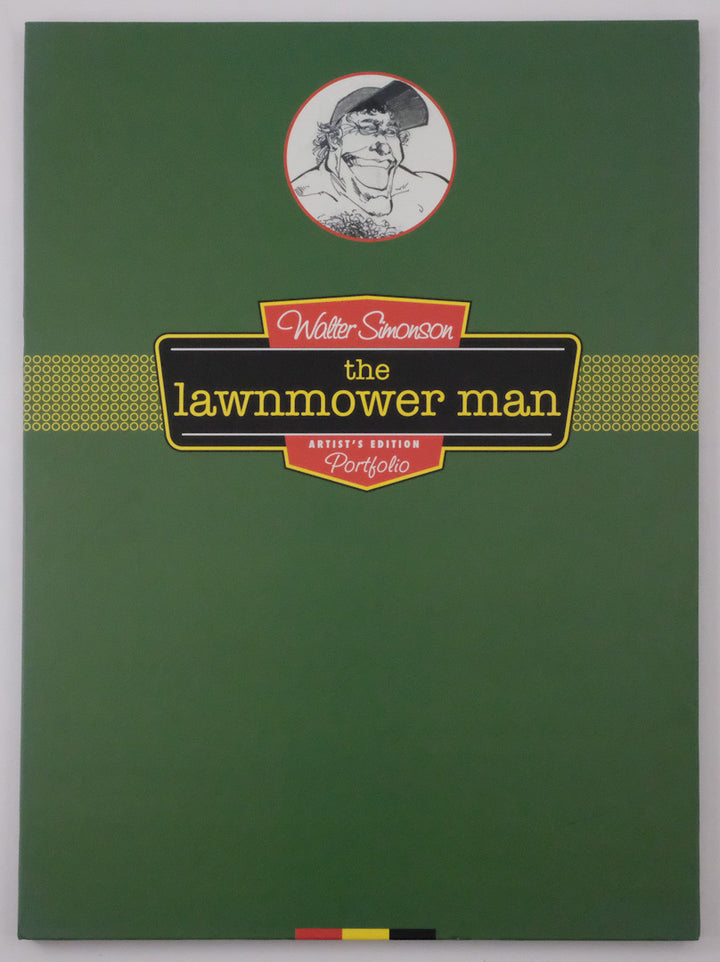 Walter Simonson
the
lawnmower man
ARTIST'S EDITION
Portfolio